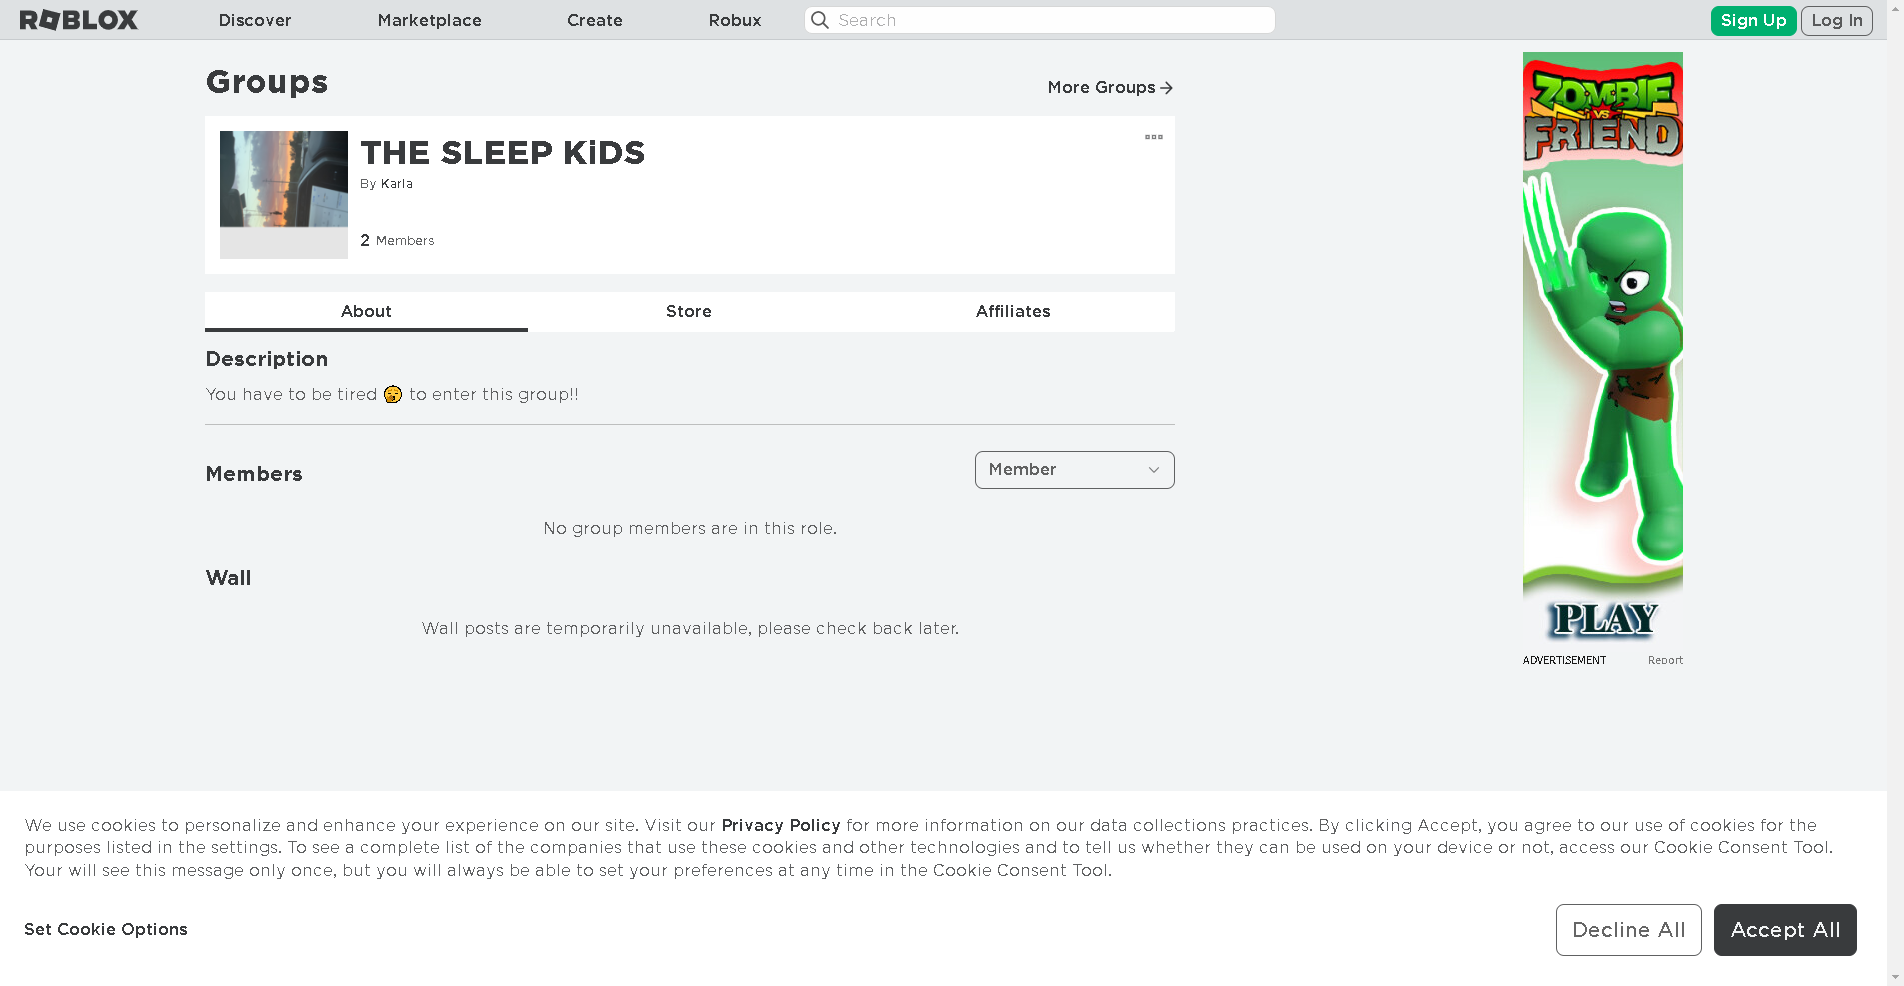 ROBLOX
Discover
Marketplace
Create
Robux
Search
Sign Up
Log In
Groups
More Groups
THE SLEEP KiDS
By Karla
2 Members
About
Store
Affiliates
Description
You have to be tired 🥱 to enter this group!!
Members
Member
No group members are in this role.
Wall
Wall posts are temporarily unavailable, please check back later.
ZOMBIE
VS
FRIEND
PLAY
ADVERTISEMENT
Report
We use cookies to personalize and enhance your experience on our site. Visit our Privacy Policy for more information on our data collections practices. By clicking Accept, you agree to our use of cookies for the
purposes listed in the settings. To see a complete list of the companies that use these cookies and other technologies and to tell us whether they can be used on your device or not, access our Cookie Consent Tool.
Your will see this message only once, but you will always be able to set your preferences at any time in the Cookie Consent Tool.
Set Cookie Options
Decline All
Accept All